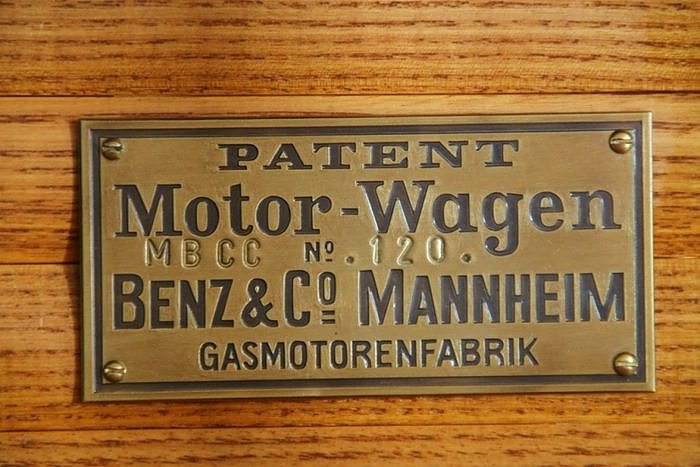 PATENT
Motor-Wagen
MBCC Nº .120.
BENZ & Cº MANNHEIM
GASMOTORENFABRIK